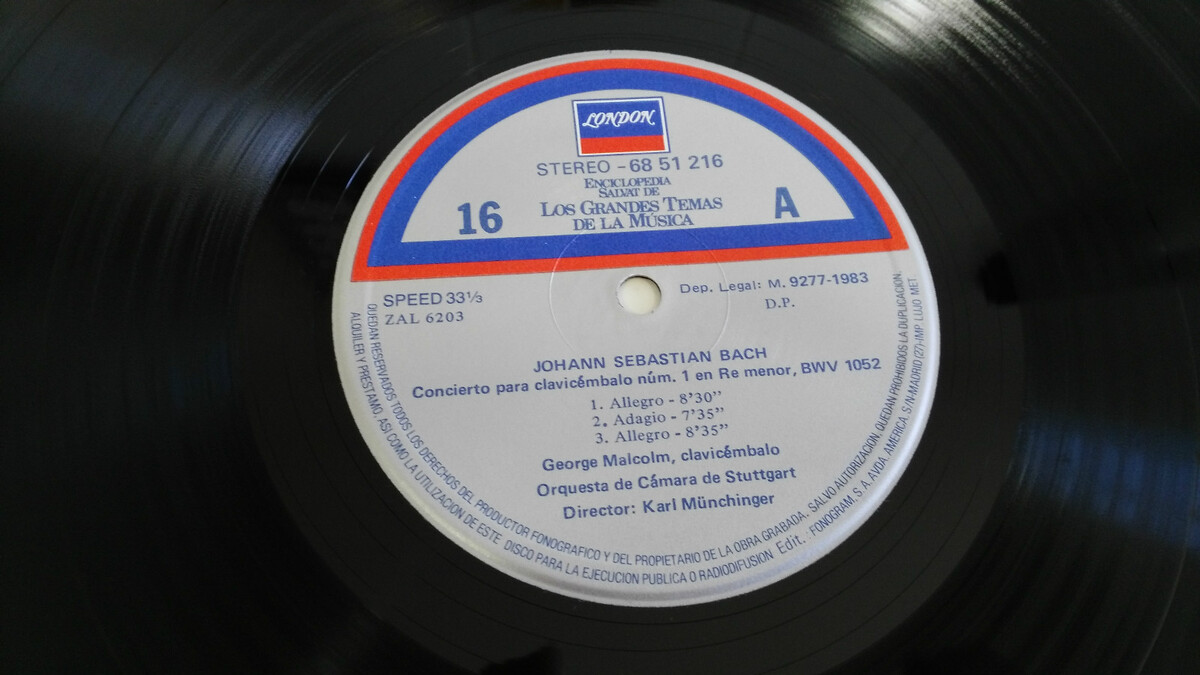 LONDON
STEREO - 68 51 216
ENCICLOPEDIA
SALVAT DE
LOS GRANDES TEMAS
DE LA MÚSICA
16
A
SPEED 33⅓
ZAL 6203
Dep. Legal: M. 9277-1983
D.P.
JOHANN SEBASTIAN BACH
Concierto para clavicémbalo núm. 1 en Re menor, BWV 1052
1. Allegro - 8'30''
2. Adagio - 7'35''
3. Allegro - 8'35''
George Malcolm, clavicémbalo
Orquesta de Cámara de Stuttgart
Director: Karl Münchinger
QUEDAN RESERVADOS TODOS LOS DERECHOS DEL PRODUCTOR FONOGRAFICO Y DEL PROPIETARIO DE LA OBRA GRABADA. SALVO AUTORIZACION, QUEDAN PROHIBIDOS LA DUPLICACION,
ALQUILER Y PRESTAMO, ASI COMO LA UTILIZACION DE ESTE DISCO PARA LA EJECUCION PUBLICA O RADIODIFUSION Edit. FONOGRAM, S. A. AVDA. AMERICA, S/N-MADRID (27)-IMP LUJO MET